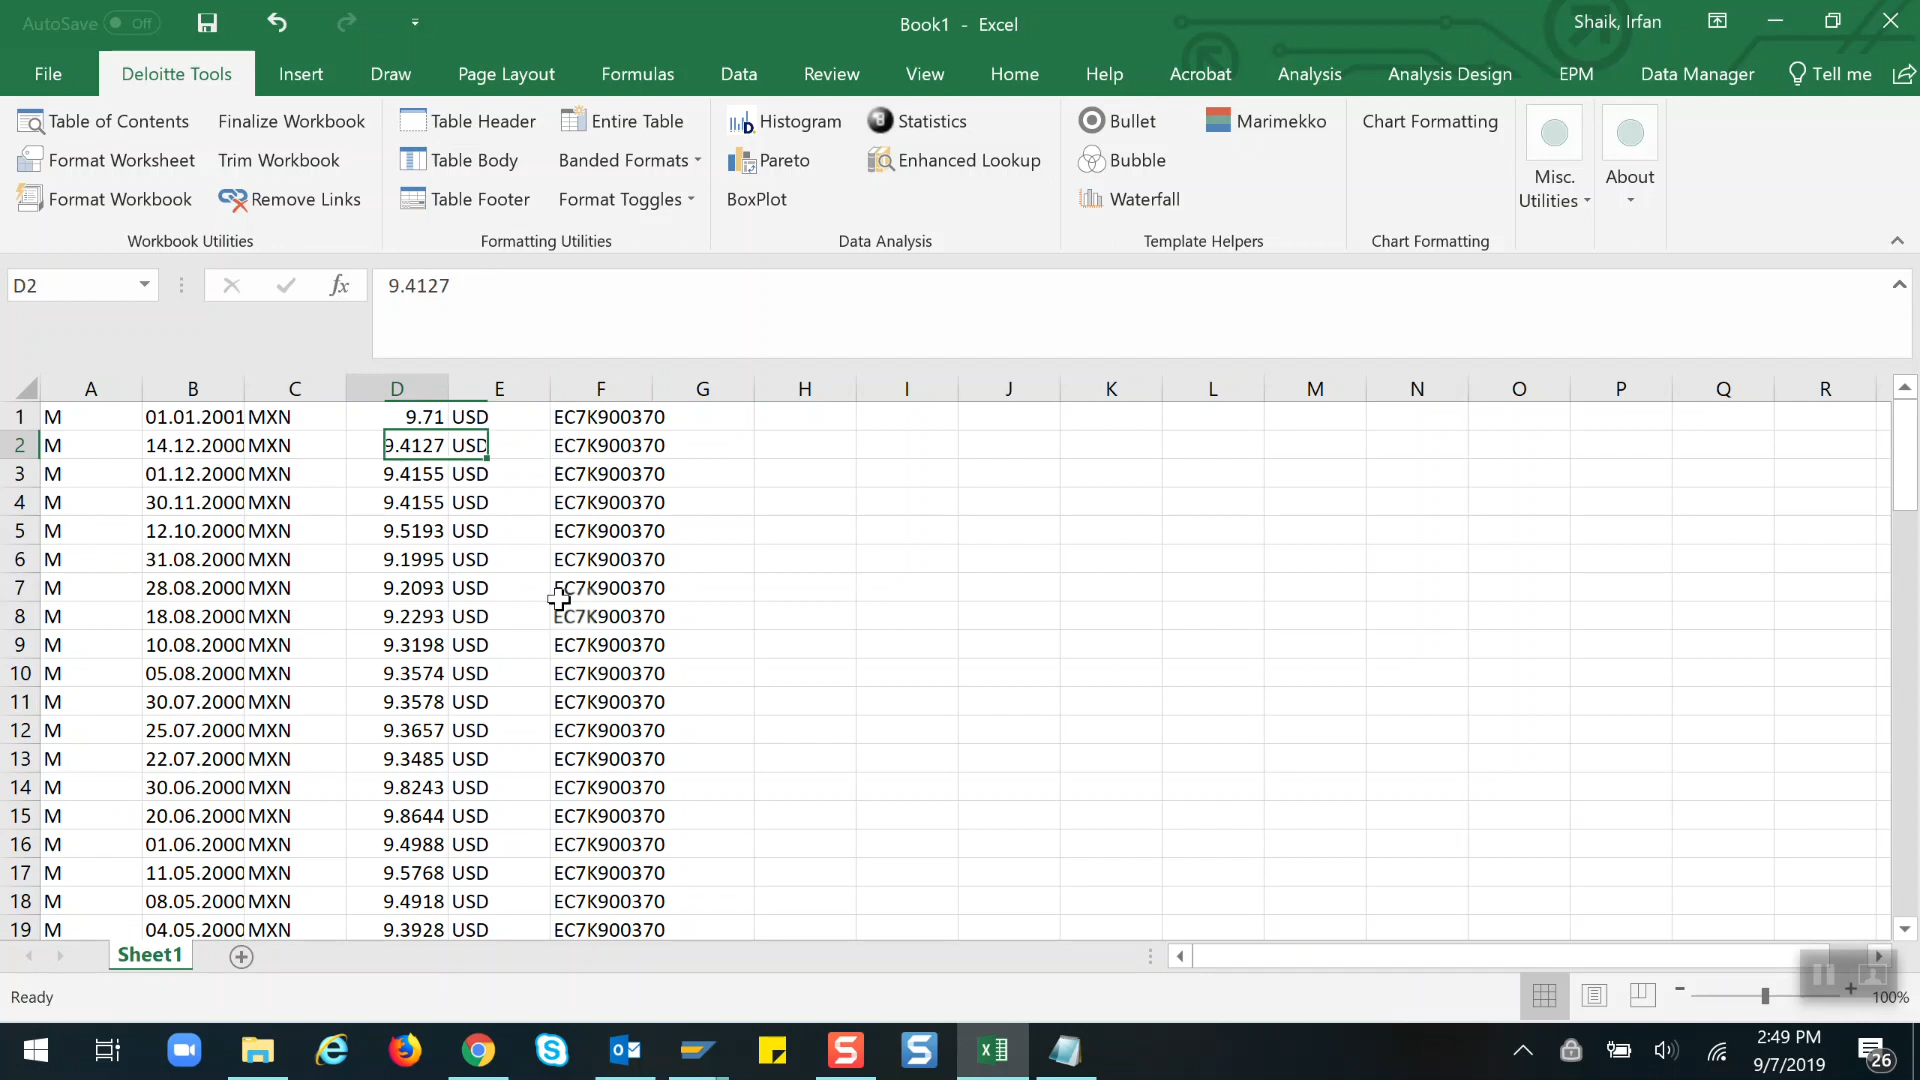 AutoSave Off
Book1 - Excel
Shaik, Irfan
File Deloitte Tools Insert Draw Page Layout Formulas Data Review View Home Help Acrobat Analysis Analysis Design EPM Data Manager Tell me
Table of Contents Finalize Workbook Table Header Entire Table Histogram Statistics Bullet Marimekko Chart Formatting
Format Worksheet Trim Workbook Table Body Banded Formats Pareto Enhanced Lookup Bubble
Format Workbook Remove Links Table Footer Format Toggles BoxPlot Waterfall
Misc. Utilities About
Workbook Utilities Formatting Utilities Data Analysis Template Helpers Chart Formatting
D2 fx 9.4127
A B C D E F G H I J K L M N O P Q R
1 M 01.01.2001 MXN 9.71 USD EC7K900370
2 M 14.12.2000 MXN 9.4127 USD EC7K900370
3 M 01.12.2000 MXN 9.4155 USD EC7K900370
4 M 30.11.2000 MXN 9.4155 USD EC7K900370
5 M 12.10.2000 MXN 9.5193 USD EC7K900370
6 M 31.08.2000 MXN 9.1995 USD EC7K900370
7 M 28.08.2000 MXN 9.2093 USD EC7K900370
8 M 18.08.2000 MXN 9.2293 USD EC7K900370
9 M 10.08.2000 MXN 9.3198 USD EC7K900370
10 M 05.08.2000 MXN 9.3574 USD EC7K900370
11 M 30.07.2000 MXN 9.3578 USD EC7K900370
12 M 25.07.2000 MXN 9.3657 USD EC7K900370
13 M 22.07.2000 MXN 9.3485 USD EC7K900370
14 M 30.06.2000 MXN 9.8243 USD EC7K900370
15 M 20.06.2000 MXN 9.8644 USD EC7K900370
16 M 01.06.2000 MXN 9.4988 USD EC7K900370
17 M 11.05.2000 MXN 9.5768 USD EC7K900370
18 M 08.05.2000 MXN 9.4918 USD EC7K900370
19 M 04.05.2000 MXN 9.3928 USD EC7K900370
Sheet1
Ready
100%
2:49 PM
9/7/2019
26